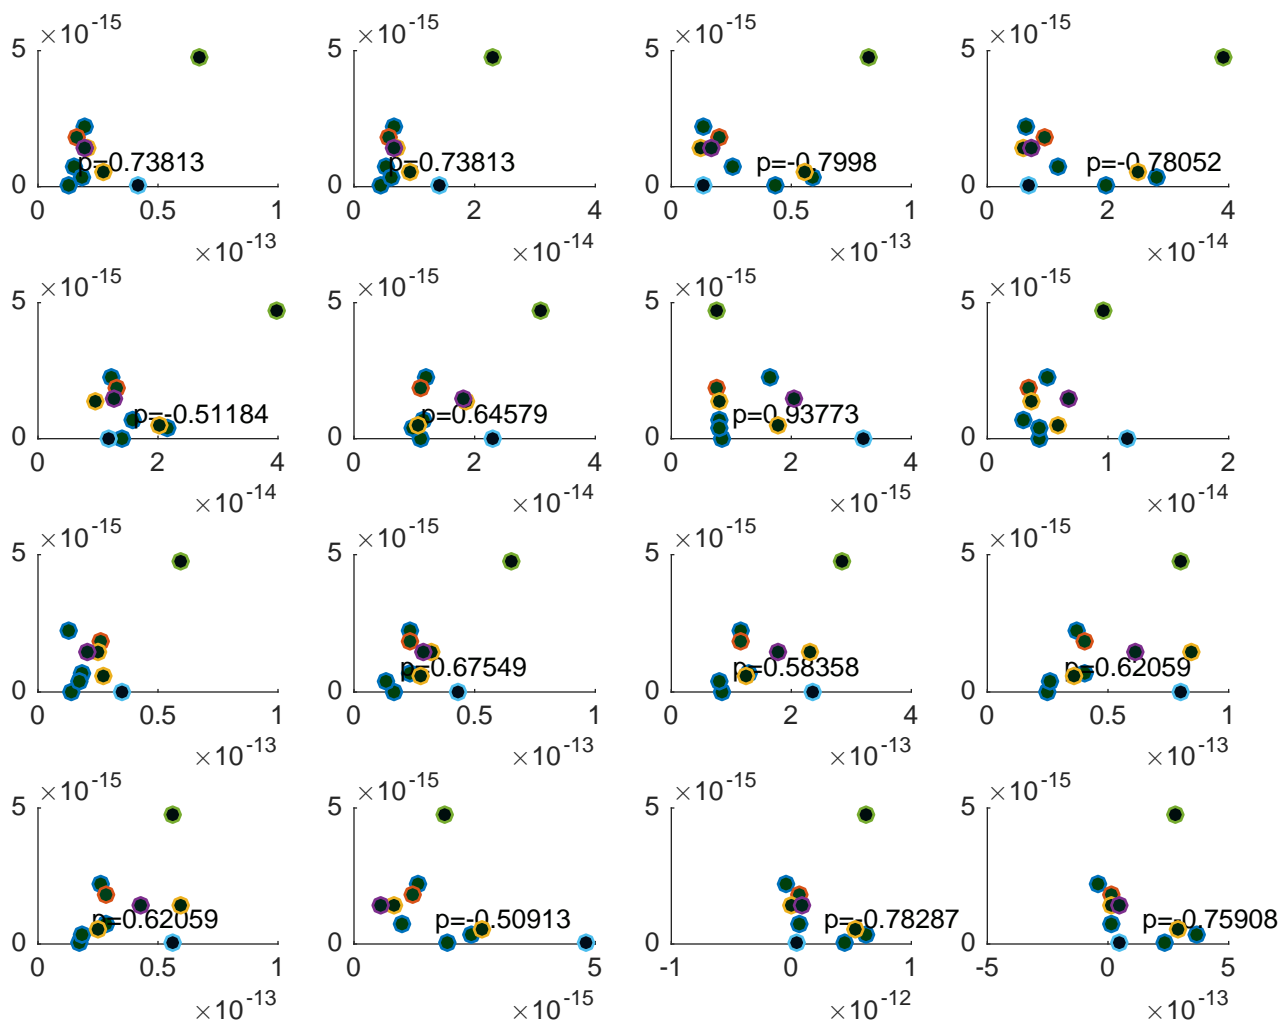 ×10⁻¹⁵ ×10⁻¹⁵ ×10⁻¹⁵ ×10⁻¹⁵
5 5 5 5
p=0.73813 p=0.73813 p=-0.7998 p=-0.78052
0 0 0 0
0 0.5 1 0 2 4 0 0.5 1 0 2 4
×10⁻¹³ ×10⁻¹⁴ ×10⁻¹³ ×10⁻¹⁴
×10⁻¹⁵ ×10⁻¹⁵ ×10⁻¹⁵ ×10⁻¹⁵
5 5 5 5
p=-0.51184 p=0.64579 p=0.93773
0 0 0 0
0 2 4 0 2 4 0 2 4 0 1 2
×10⁻¹⁴ ×10⁻¹⁴ ×10⁻¹⁵ ×10⁻¹⁴
×10⁻¹⁵ ×10⁻¹⁵ ×10⁻¹⁵ ×10⁻¹⁵
5 5 5 5
p=0.67549 p=0.58358 p=0.62059
0 0 0 0
0 0.5 1 0 0.5 1 0 2 4 0 0.5 1
×10⁻¹³ ×10⁻¹³ ×10⁻¹³ ×10⁻¹³
×10⁻¹⁵ ×10⁻¹⁵ ×10⁻¹⁵ ×10⁻¹⁵
5 5 5 5
p=0.62059 p=-0.50913 p=-0.78287 p=-0.75908
0 0 0 0
0 0.5 1 0 5 -1 0 1 -5 0 5
×10⁻¹³ ×10⁻¹⁵ ×10⁻¹² ×10⁻¹³